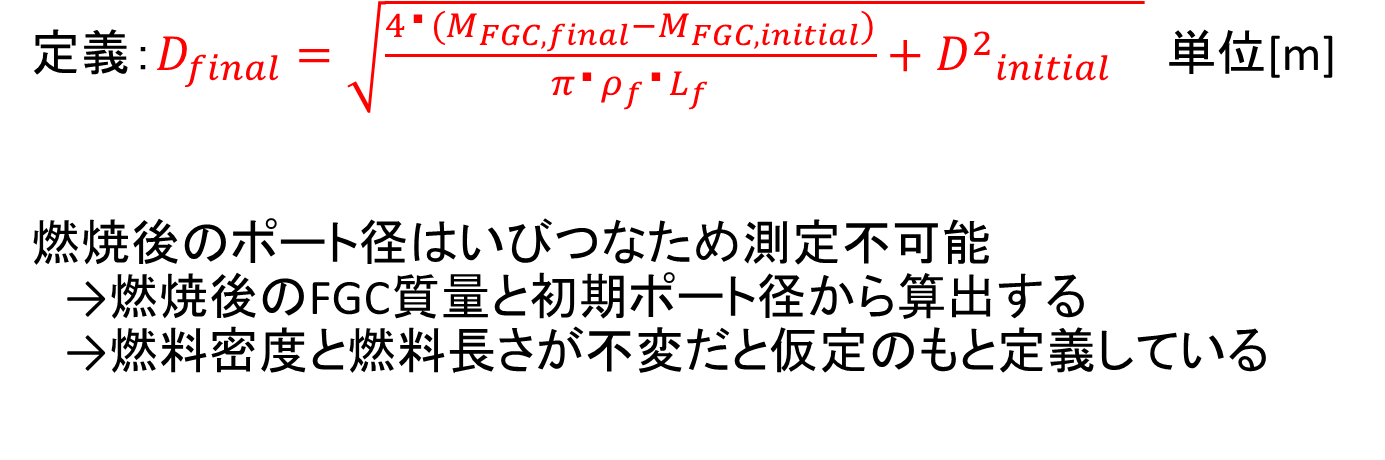 定義：D_final = √(4▪(M_FGC,final−M_FGC,initial) / π▪ρ_f▪L_f + D²_initial) 単位[m]
燃焼後のポート径はいびつなため測定不可能
→燃焼後のFGC質量と初期ポート径から算出する
→燃料密度と燃料長さが不変だと仮定のもと定義している